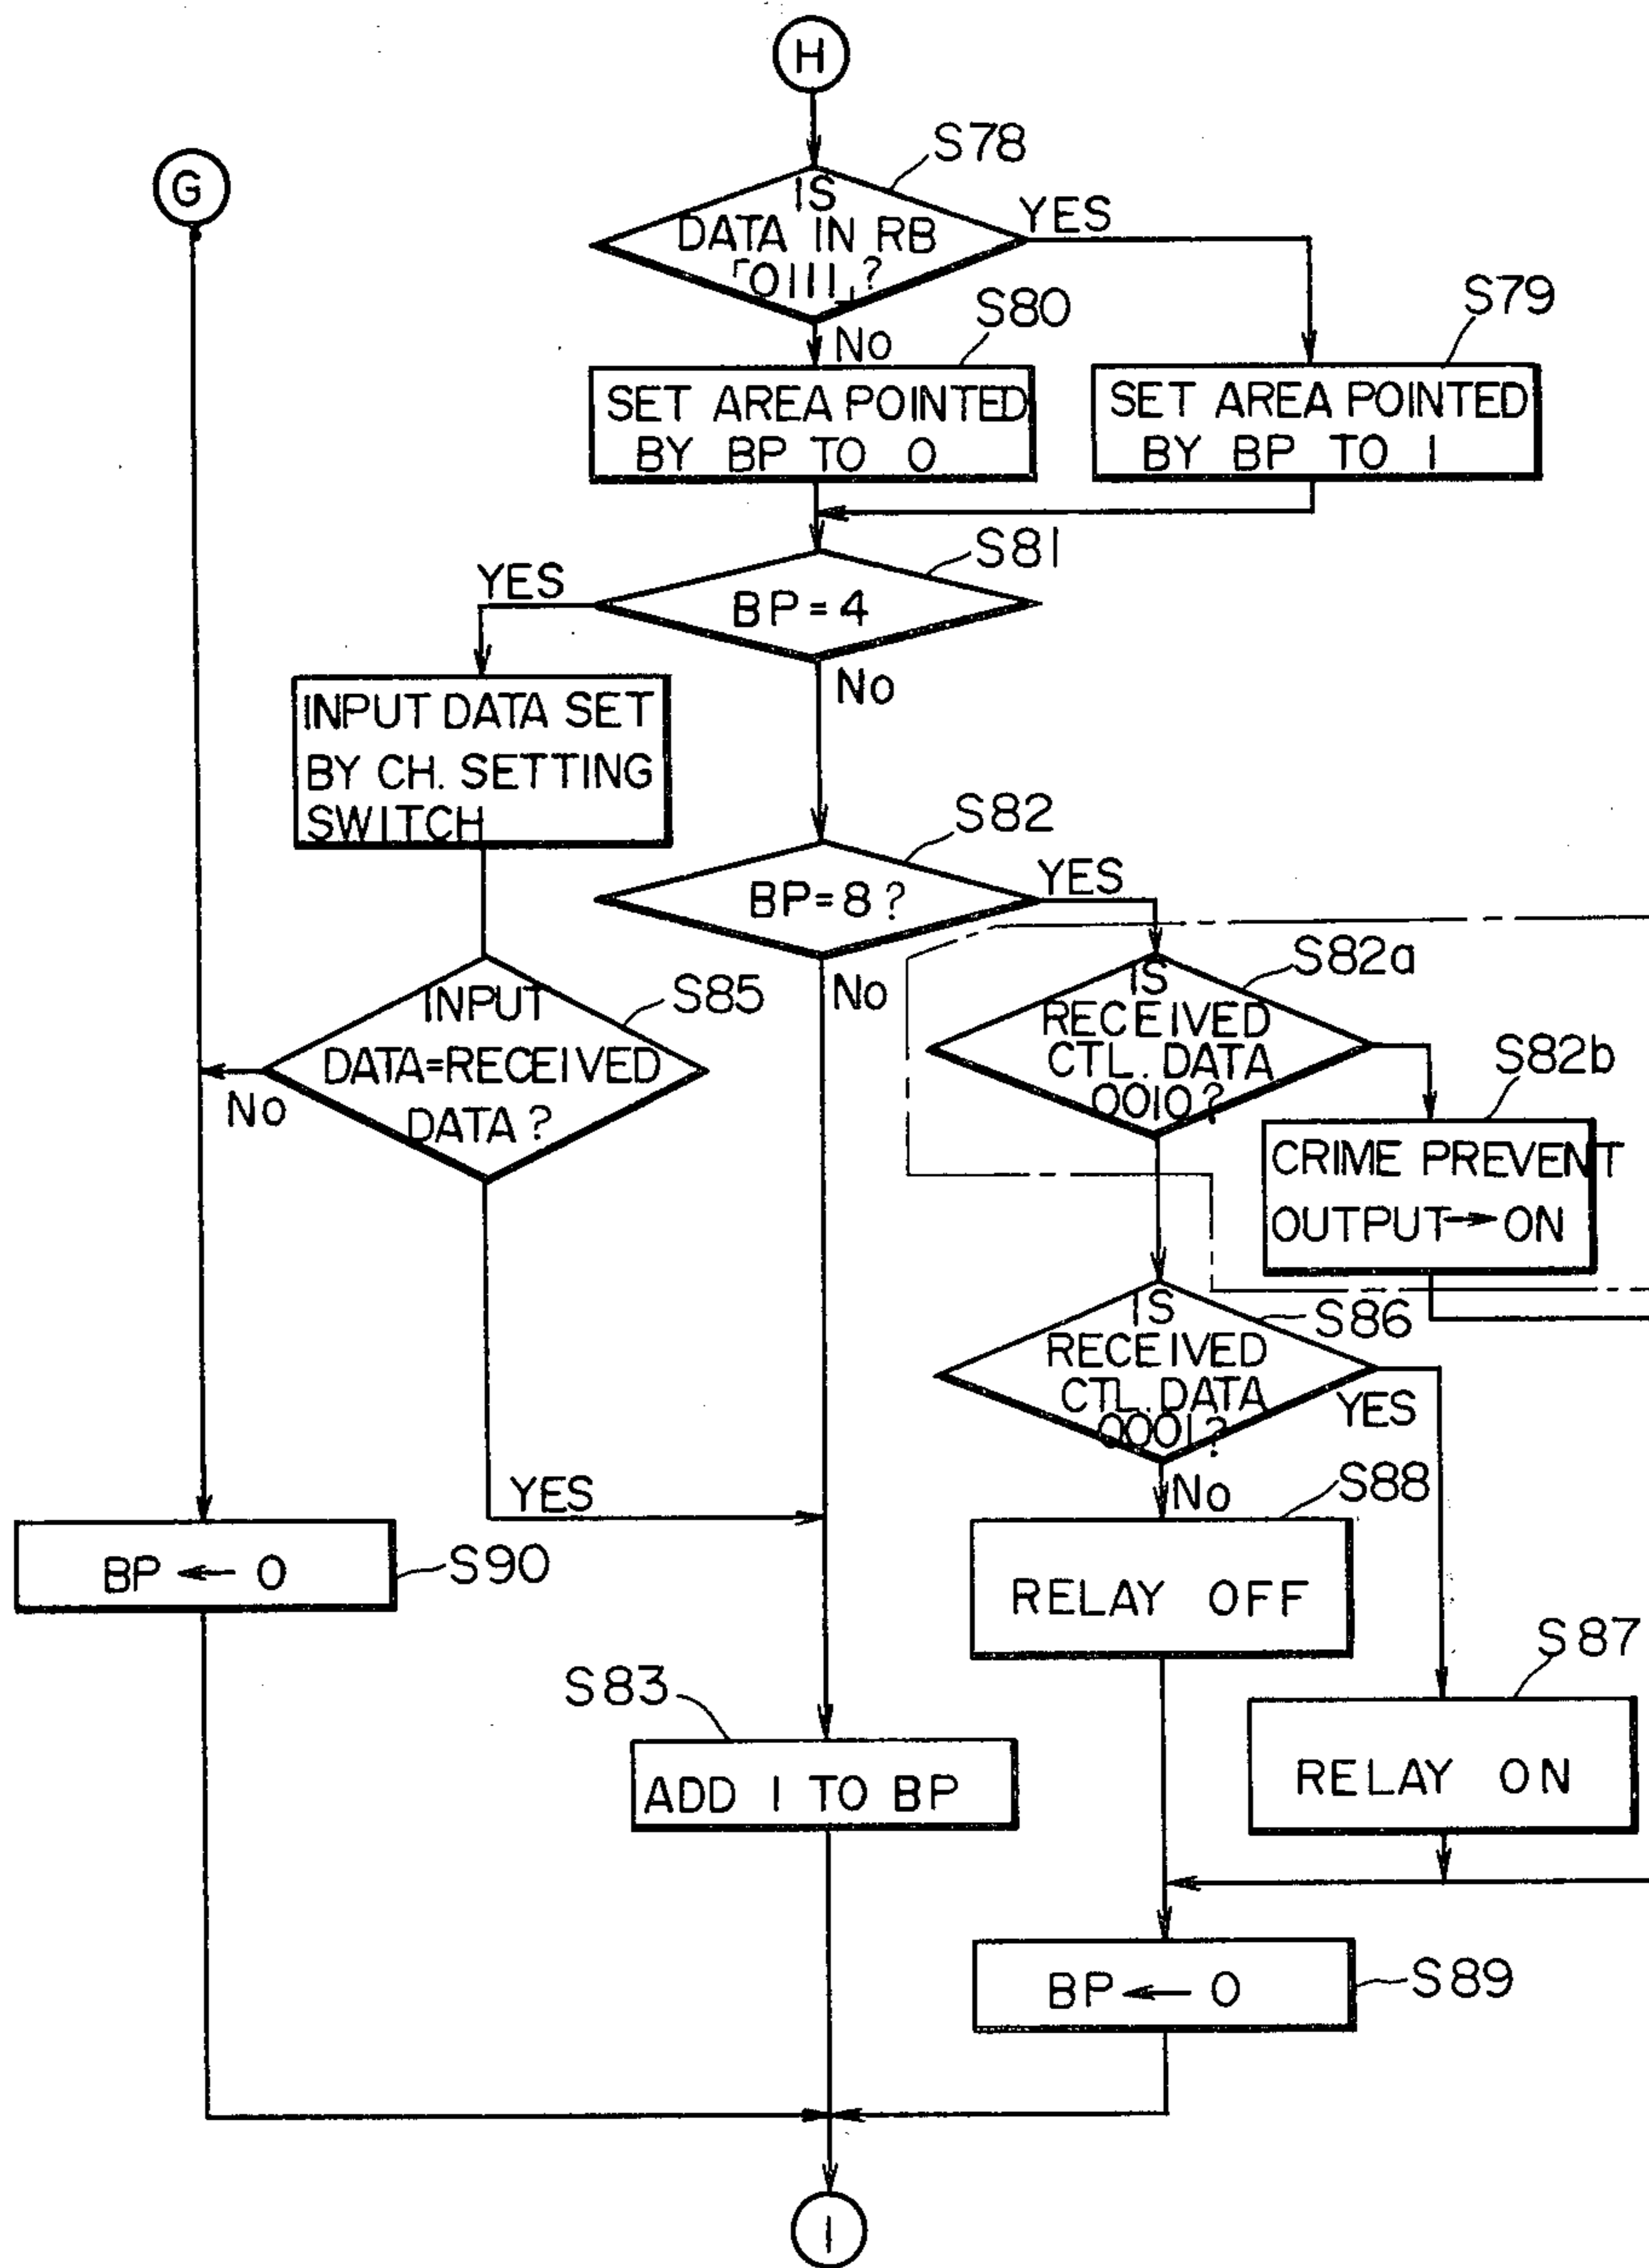 H
G
S78
IS
DATA IN RB
「0111」?
YES
No
S80
S79
SET AREA POINTED
BY BP TO 0
SET AREA POINTED
BY BP TO 1
S81
YES
BP=4
No
INPUT DATA SET
BY CH. SETTING
SWITCH
S82
BP=8?
YES
No
S82a
IS
RECEIVED
CTL. DATA
0010?
S85
INPUT
DATA=RECEIVED
DATA?
No
YES
S82b
CRIME PREVENT
OUTPUT→ON
S86
IS
RECEIVED
CTL. DATA
0001?
YES
No
S88
RELAY OFF
BP ← 0
S90
S87
RELAY ON
S83
ADD 1 TO BP
BP ← 0
S89
I